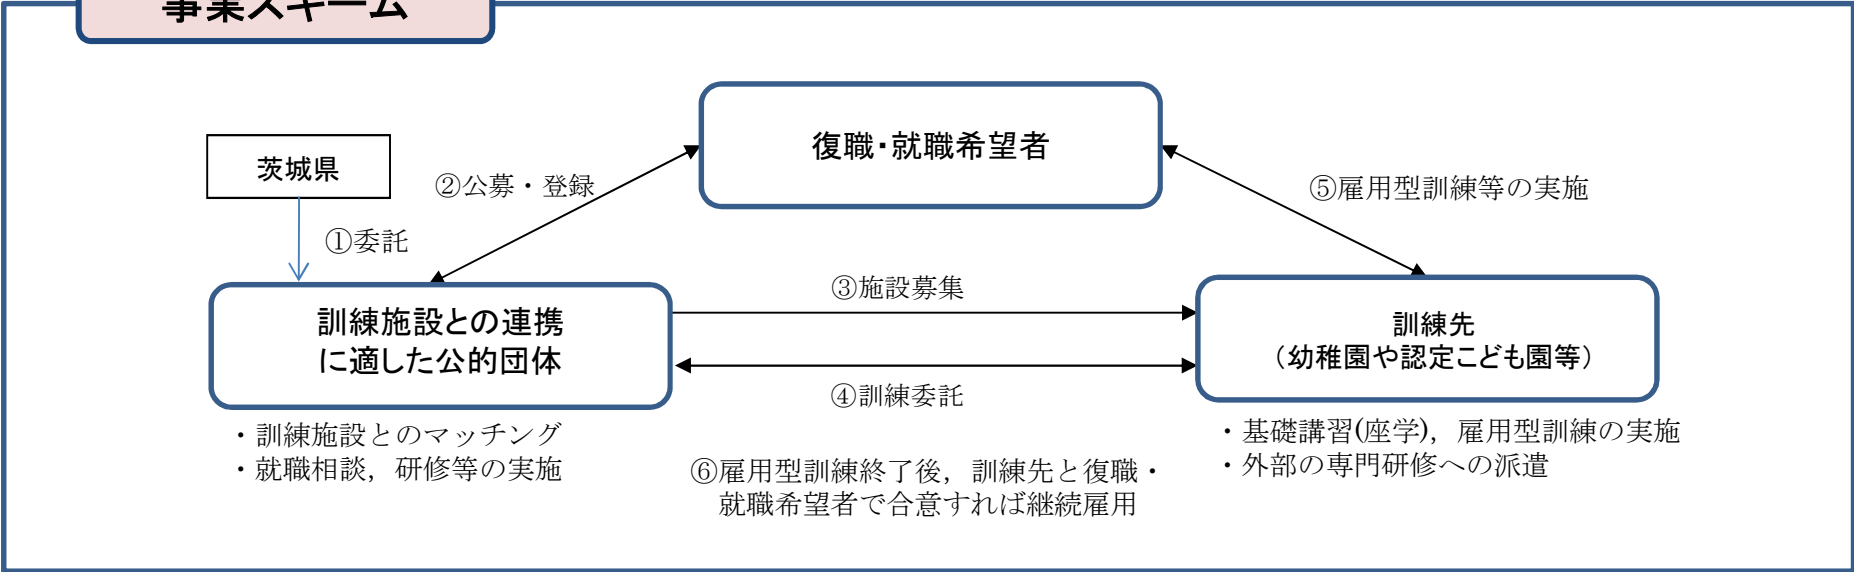 事業スキーム
復職・就職希望者
茨城県
②公募・登録
⑤雇用型訓練等の実施
①委託
③施設募集
訓練施設との連携
に適した公的団体
訓練先
（幼稚園や認定こども園等）
④訓練委託
・訓練施設とのマッチング
・就職相談，研修等の実施
・基礎講習(座学)，雇用型訓練の実施
・外部の専門研修への派遣
⑥雇用型訓練終了後，訓練先と復職・
就職希望者で合意すれば継続雇用